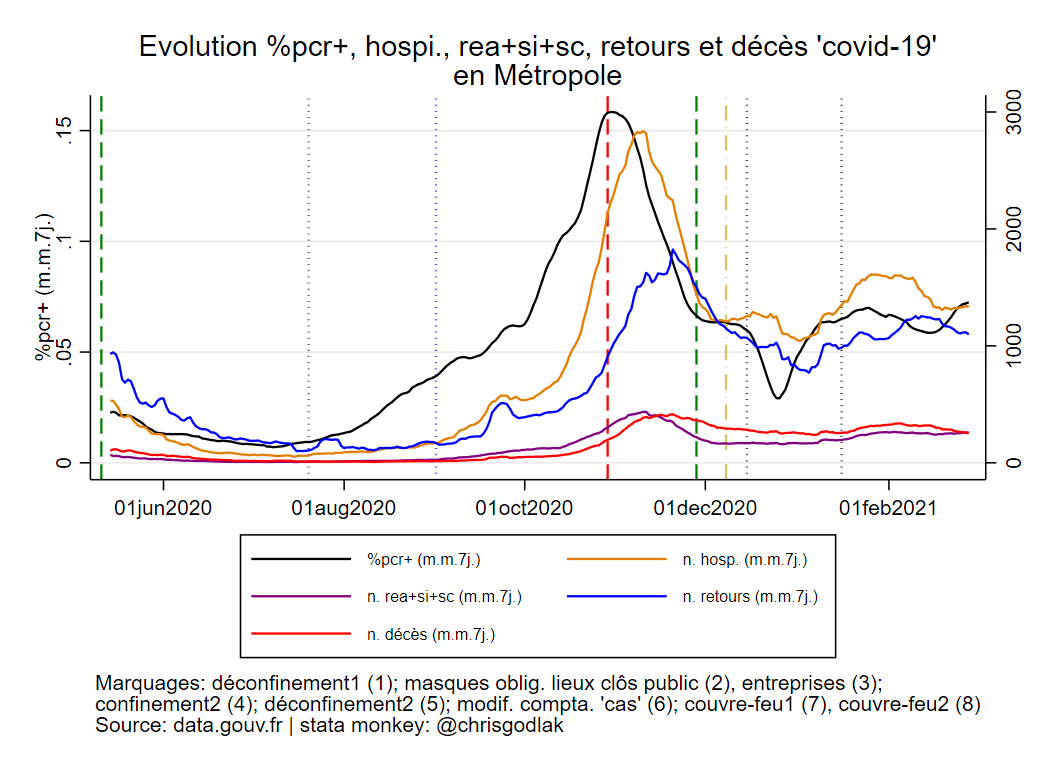 Evolution %pcr+, hospi., rea+si+sc, retours et décès 'covid-19'
en Métropole
%pcr+ (m.m.7j.)
.15
.1
.05
0
3000
2000
1000
0
01jun2020 01aug2020 01oct2020 01dec2020 01feb2021
%pcr+ (m.m.7j.) n. hosp. (m.m.7j.)
n. rea+si+sc (m.m.7j.) n. retours (m.m.7j.)
n. décès (m.m.7j.)
Marquages: déconfinement1 (1); masques oblig. lieux clôs public (2), entreprises (3);
confinement2 (4); déconfinement2 (5); modif. compta. 'cas' (6); couvre-feu1 (7), couvre-feu2 (8)
Source: data.gouv.fr | stata monkey: @chrisgodlak